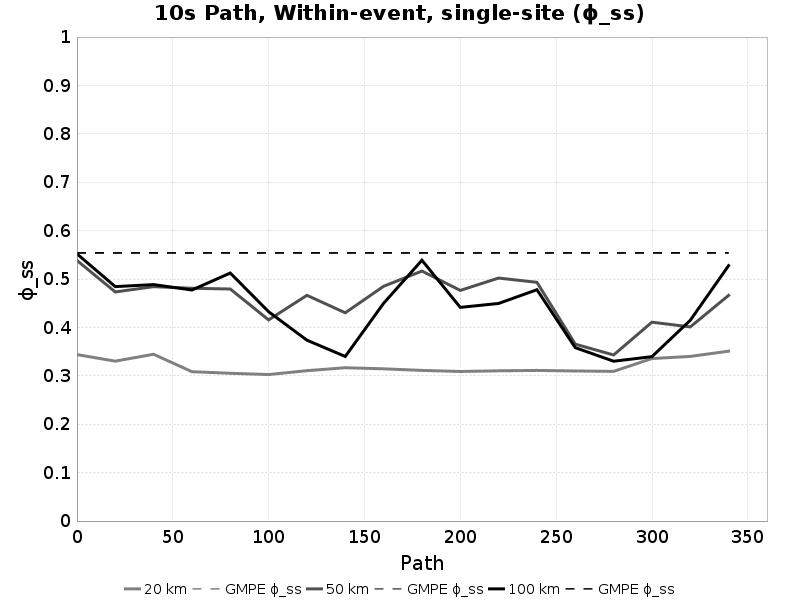 10s Path, Within-event, single-site (ϕ_ss)
1
0.9
0.8
0.7
0.6
0.5
0.4
0.3
0.2
0.1
0
ϕ_ss
0 50 100 150 200 250 300 350
Path
20 km GMPE ϕ_ss 50 km GMPE ϕ_ss 100 km GMPE ϕ_ss